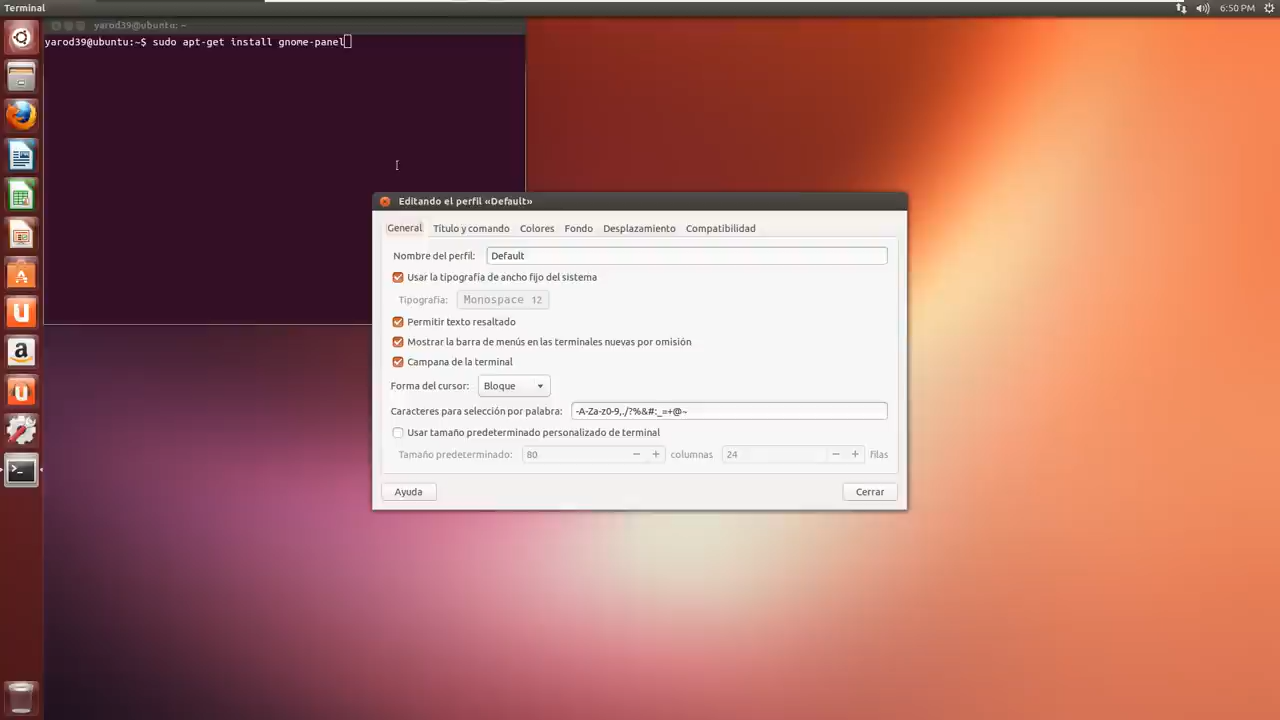 Terminal
6:50 PM
yarod39@ubuntu: ~
yarod39@ubuntu:~$ sudo apt-get install gnome-panel
Editando el perfil «Default»
General Título y comando Colores Fondo Desplazamiento Compatibilidad
Nombre del perfil: Default
Usar la tipografía de ancho fijo del sistema
Tipografía: Monospace 12
Permitir texto resaltado
Mostrar la barra de menús en las terminales nuevas por omisión
Campana de la terminal
Forma del cursor: Bloque
Caracteres para selección por palabra: -A-Za-z0-9,./?%&#:_=+@~
Usar tamaño predeterminado personalizado de terminal
Tamaño predeterminado: 80 − + columnas 24 − + filas
Ayuda Cerrar